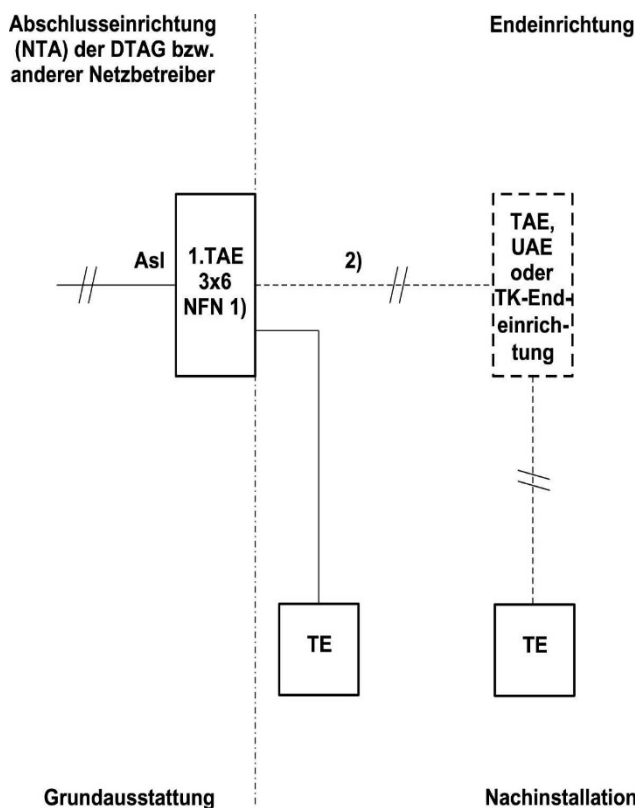 Abschlusseinrichtung
(NTA) der DTAG bzw.
anderer Netzbetreiber
Endeinrichtung
Asl
1.TAE
3x6
NFN 1)
2)
TAE,
UAE
oder
TK-End-
einrich-
tung
TE
TE
Grundausstattung
Nachinstallation